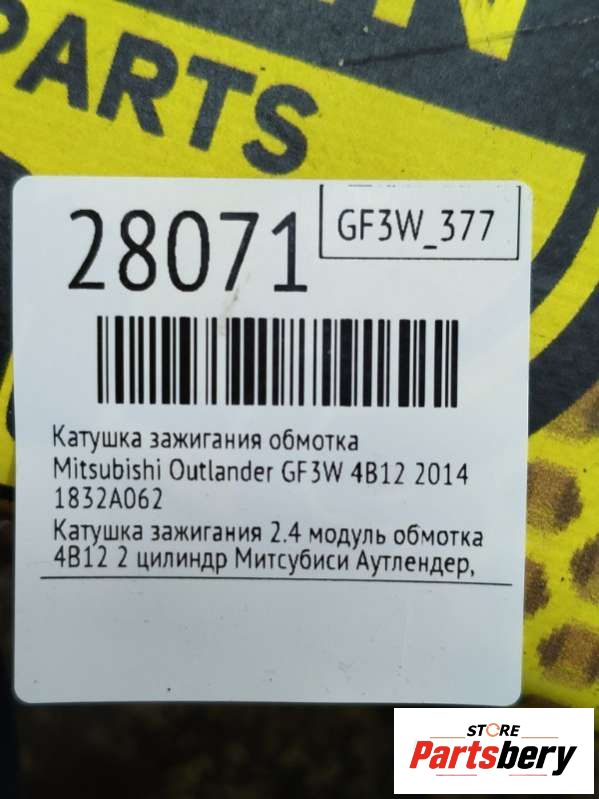 PARTS
28071
GF3W_377
Катушка зажигания обмотка
Mitsubishi Outlander GF3W 4B12 2014
1832A062
Катушка зажигания 2.4 модуль обмотка
4B12 2 цилиндр Митсубиси Аутлендер,
STORE
Partsbery